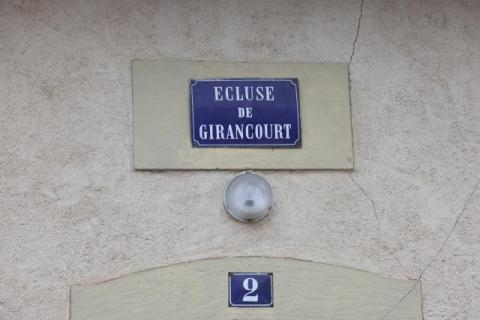 ECLUSE
DE
GIRANCOURT
2